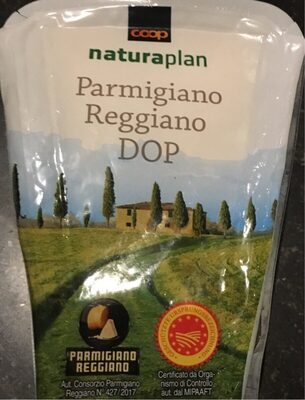 coop
naturaplan
Parmigiano
Reggiano
DOP
PARMIGIANO
REGGIANO
Aut. Consorzio Parmigiano
Reggiano N° 427/2017
Certificato da Orga-
nismo di Controllo
aut. dal MIPAAFT